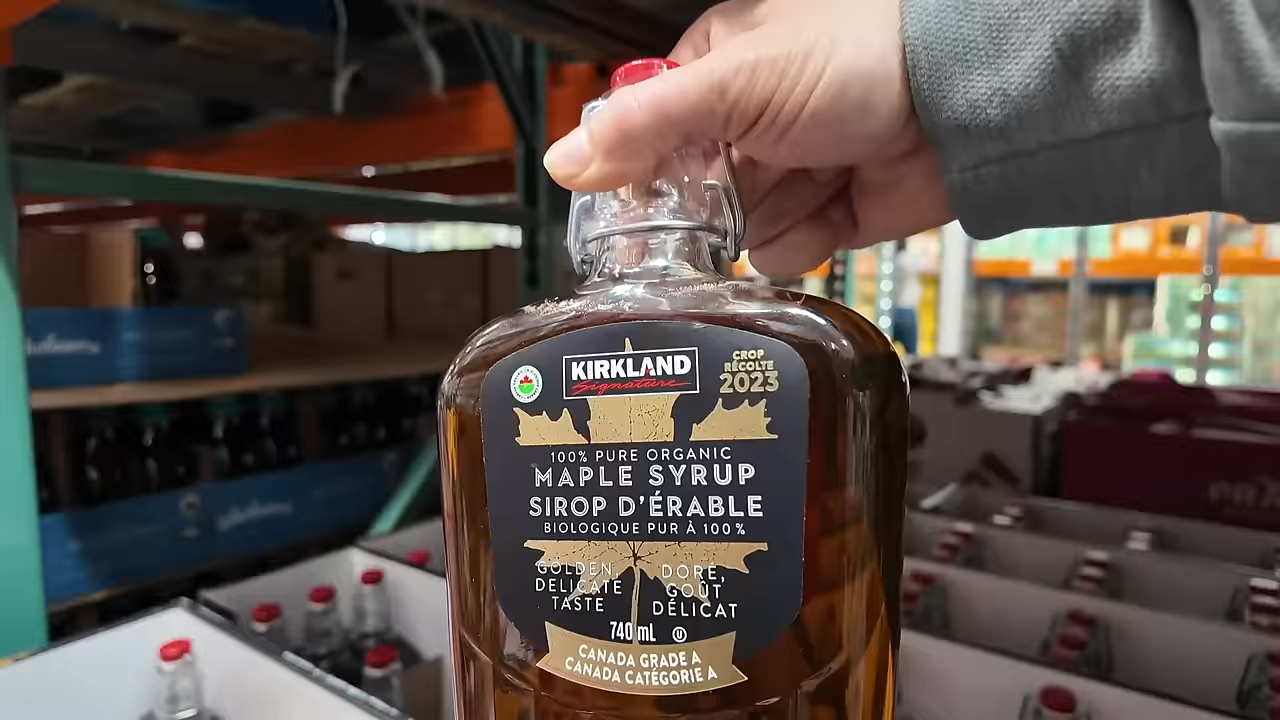 KIRKLAND
Signature
CROP
RÉCOLTE
2023
100% PURE ORGANIC
MAPLE SYRUP
SIROP D'ÉRABLE
BIOLOGIQUE PUR À 100%
GOLDEN,
DELICATE
TASTE
DORÉ,
GOÛT
DÉLICAT
740 mL
U
CANADA GRADE A
CANADA CATÉGORIE A